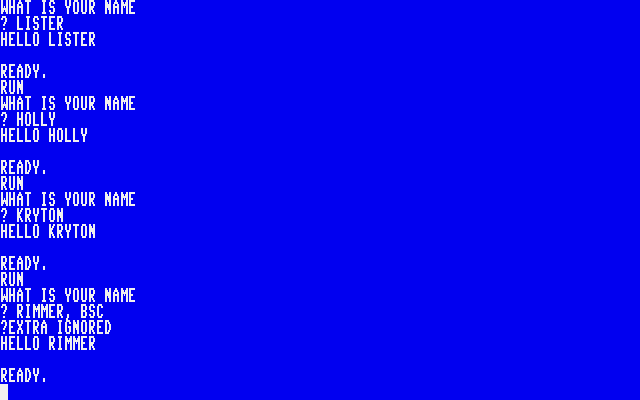 WHAT IS YOUR NAME
? LISTER
HELLO LISTER
READY.
RUN
WHAT IS YOUR NAME
? HOLLY
HELLO HOLLY
READY.
RUN
WHAT IS YOUR NAME
? KRYTON
HELLO KRYTON
READY.
RUN
WHAT IS YOUR NAME
? RIMMER, BSC
?EXTRA IGNORED
HELLO RIMMER
READY.